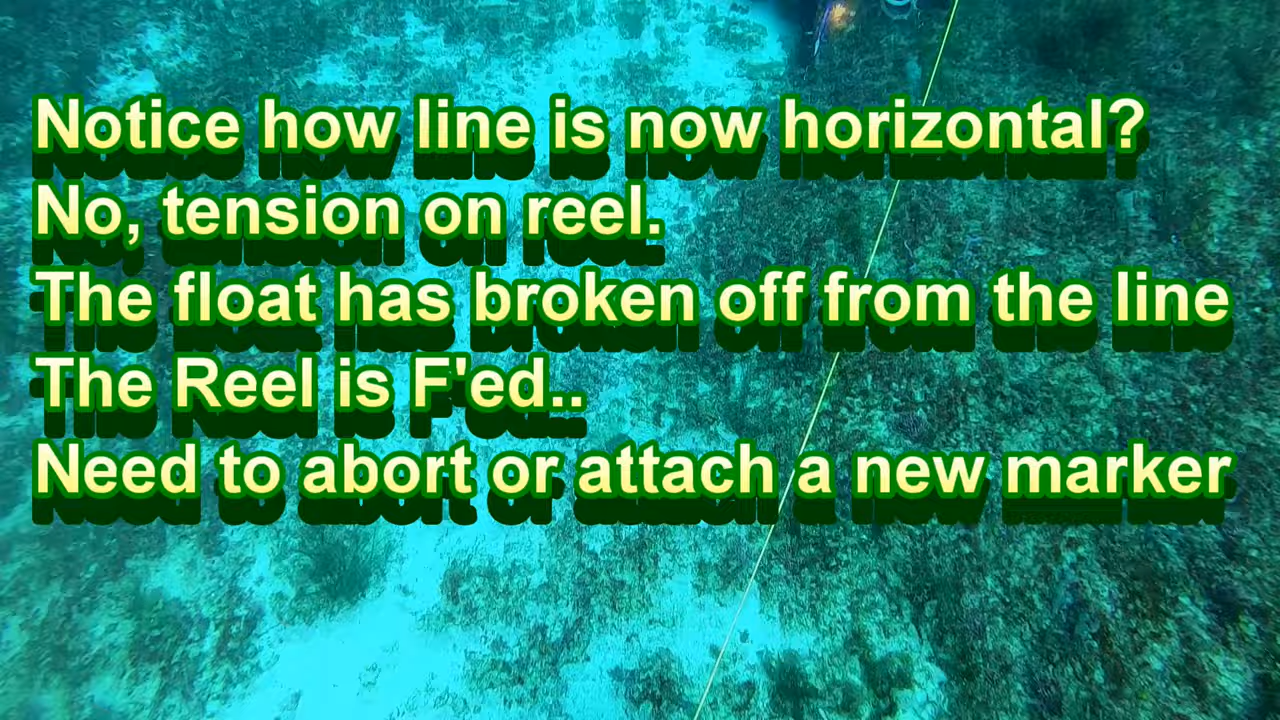 Notice how line is now horizontal?
No, tension on reel.
The float has broken off from the line
The Reel is F'ed..
Need to abort or attach a new marker